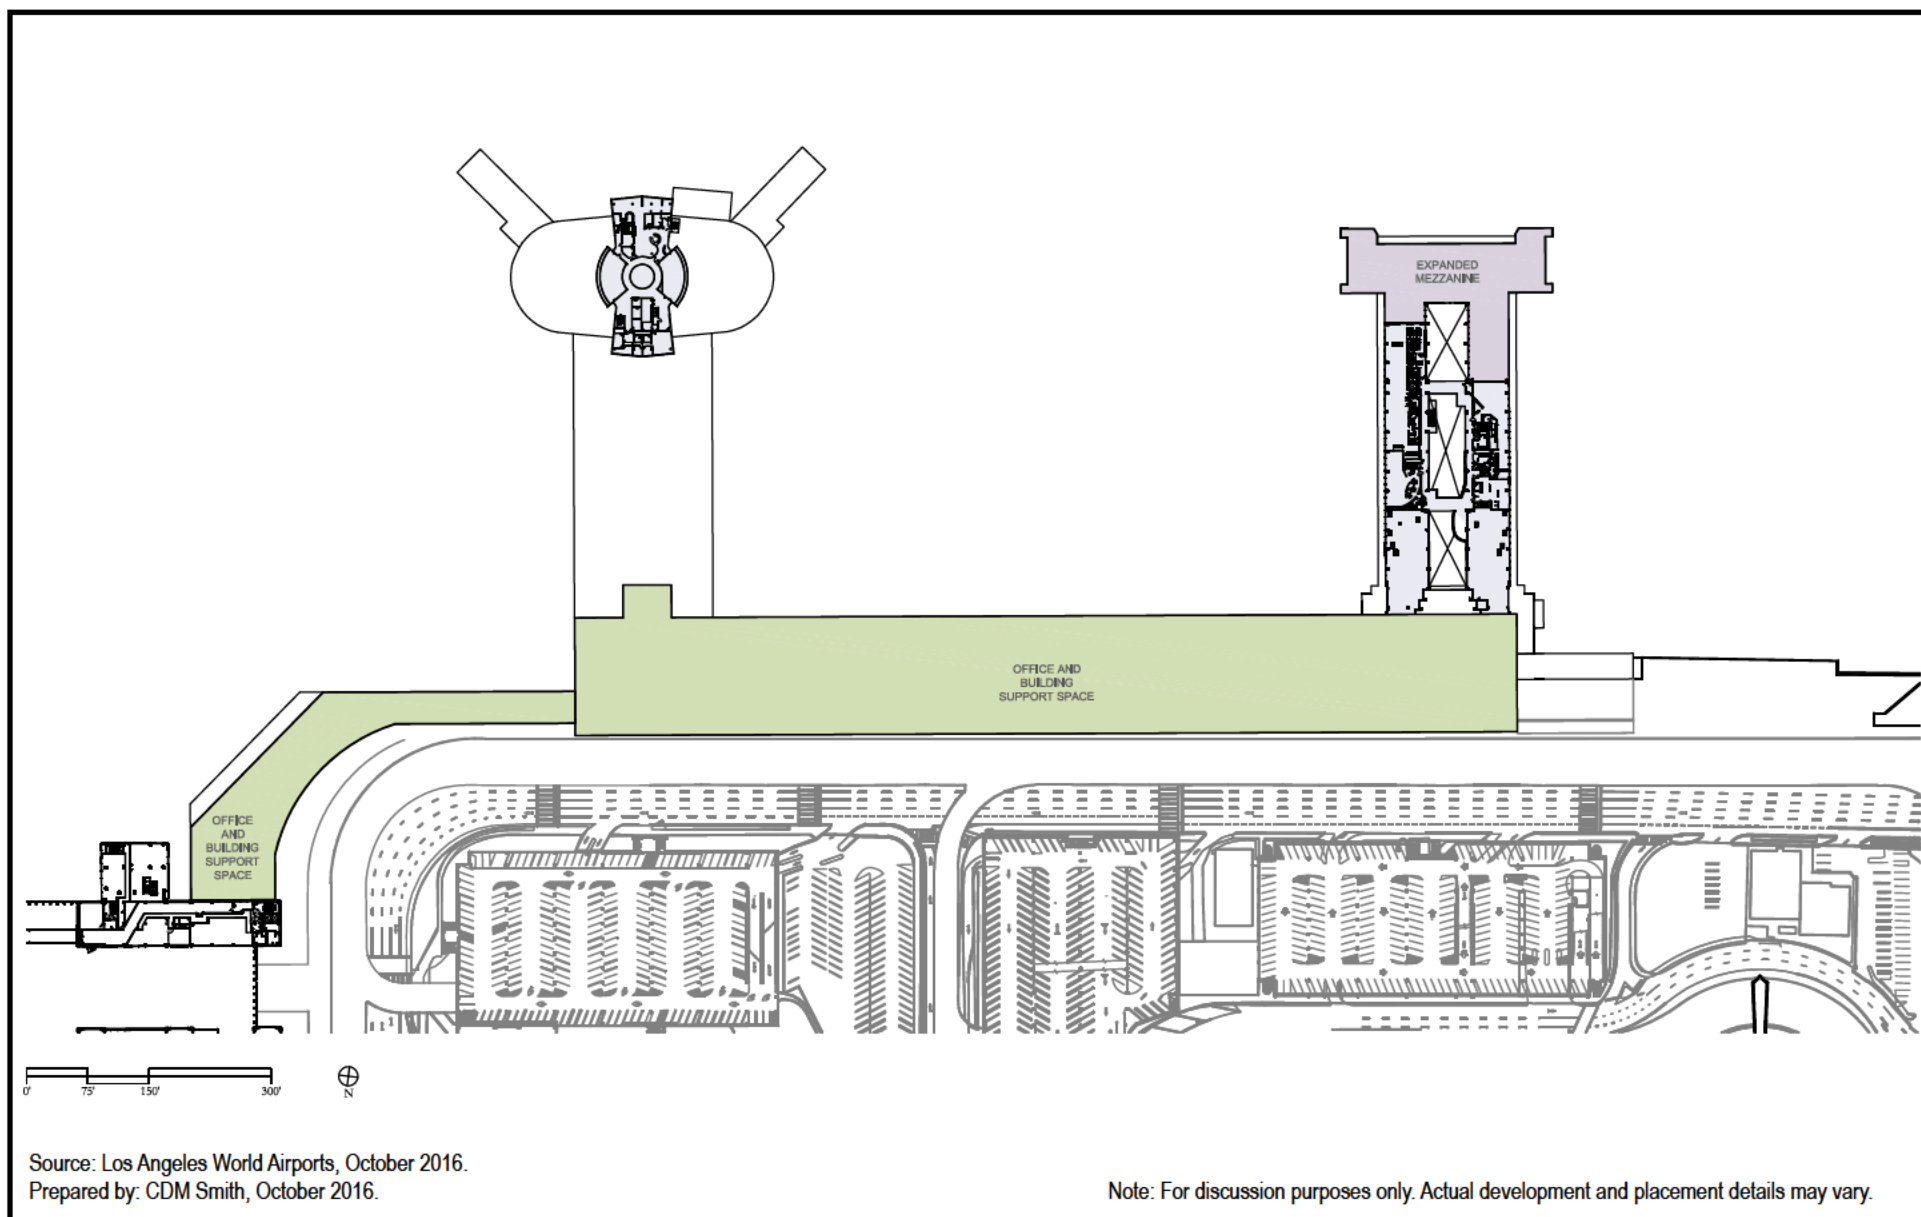 EXPANDED
MEZZANINE
OFFICE AND
BUILDING
SUPPORT SPACE
OFFICE
AND
BUILDING
SUPPORT
SPACE
0' 75' 150' 300'
N
Source: Los Angeles World Airports, October 2016.
Prepared by: CDM Smith, October 2016.
Note: For discussion purposes only. Actual development and placement details may vary.